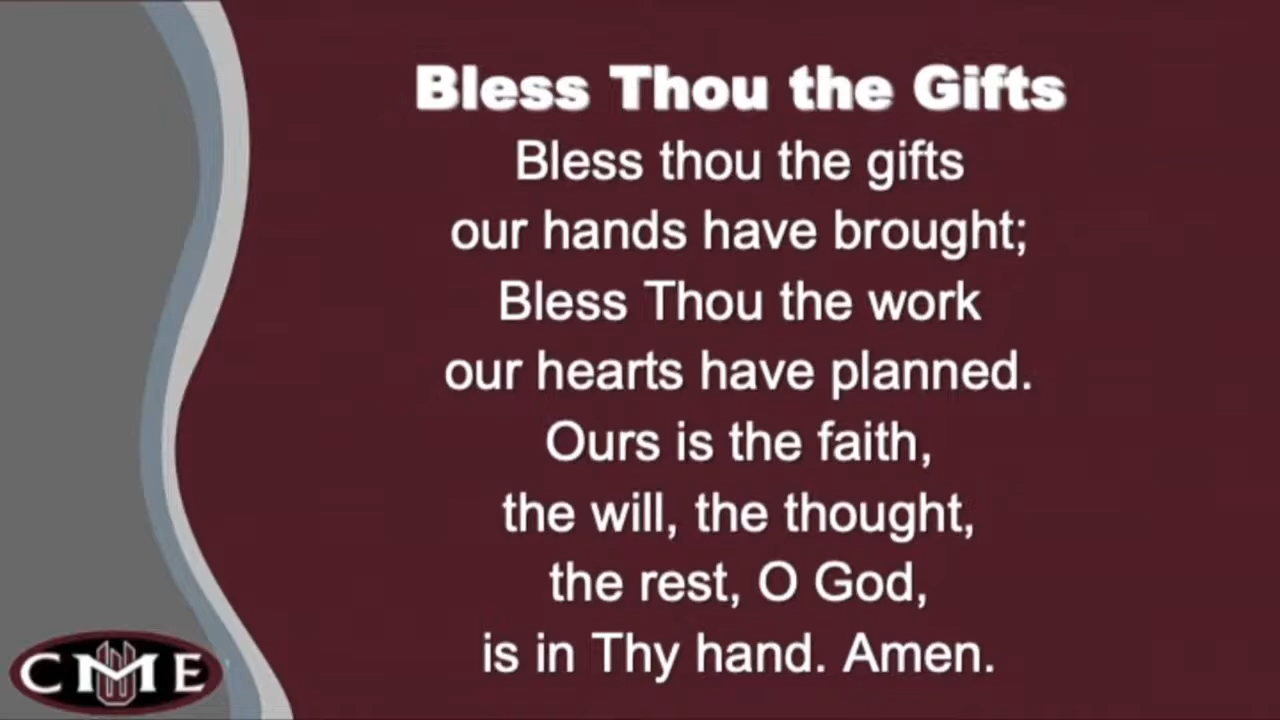 Bless Thou the Gifts
Bless thou the gifts
our hands have brought;
Bless Thou the work
our hearts have planned.
Ours is the faith,
the will, the thought,
the rest, O God,
is in Thy hand. Amen.
CME